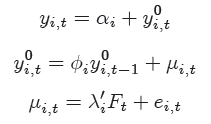 y_{i,t} = α_i + y^0_{i,t}
y^0_{i,t} = ϕ_i y^0_{i,t−1} + μ_{i,t}
μ_{i,t} = λ′_i F_t + e_{i,t}